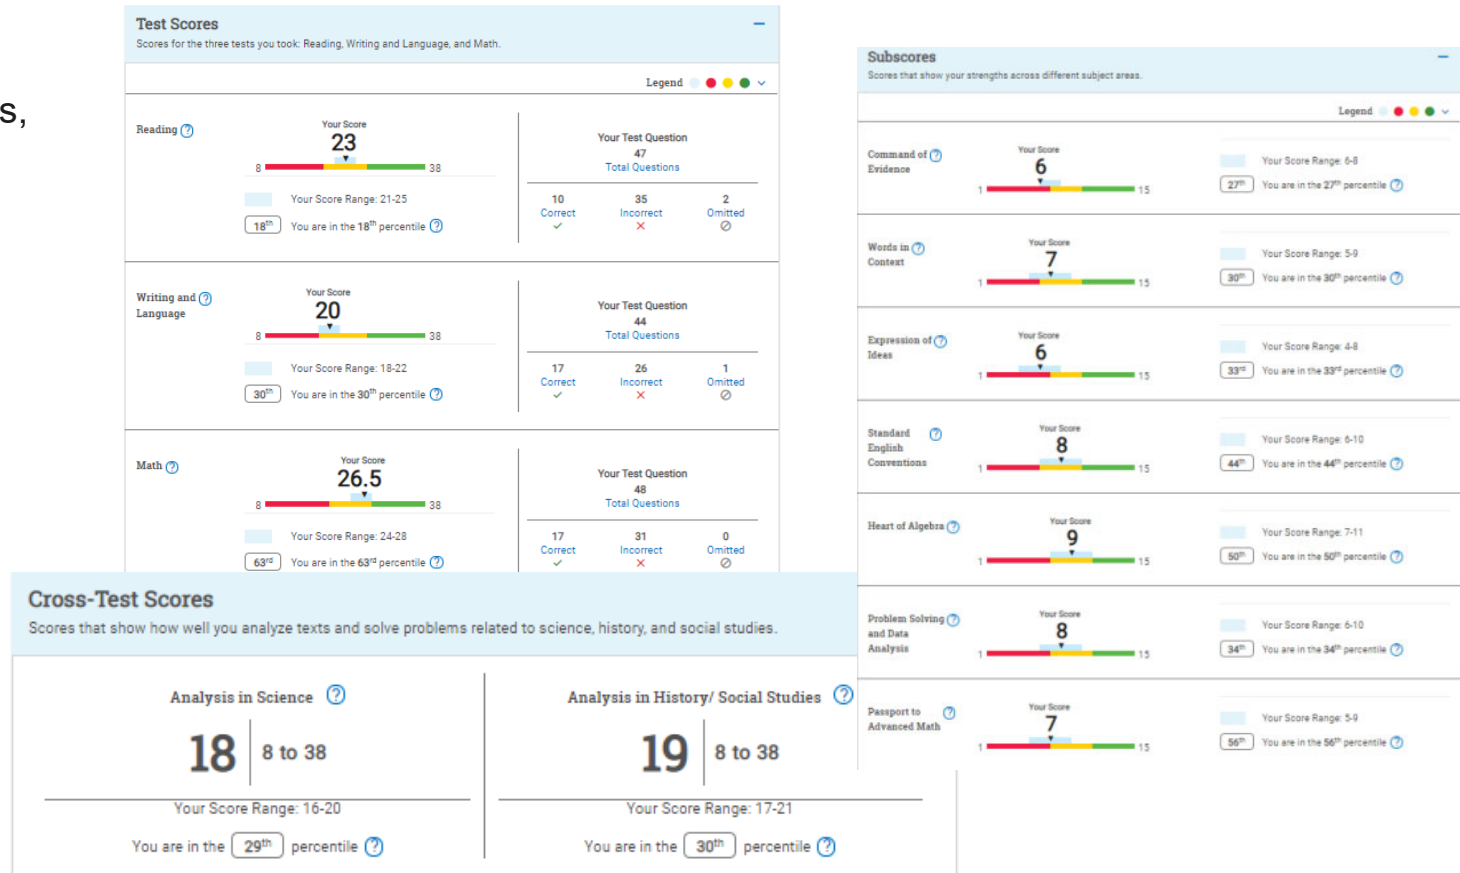 s,
Test Scores
Scores for the three tests you took: Reading, Writing and Language, and Math.
Legend
Reading ?
Your Score
23
8 38
Your Score Range: 21-25
18th You are in the 18th percentile ?
Your Test Question
47
Total Questions
10 35 2
Correct Incorrect Omitted
Writing and ?
Language
Your Score
20
8 38
Your Score Range: 18-22
30th You are in the 30th percentile ?
Your Test Question
44
Total Questions
17 26 1
Correct Incorrect Omitted
Math ?
Your Score
26.5
8 38
Your Score Range: 24-28
63rd You are in the 63rd percentile ?
Your Test Question
48
Total Questions
17 31 0
Correct Incorrect Omitted
Subscores
Scores that show your strengths across different subject areas.
Legend
Command of ?
Evidence
Your Score
6
1 15
Your Score Range: 6-8
27th You are in the 27th percentile ?
Words in ?
Context
Your Score
7
1 15
Your Score Range: 5-9
30th You are in the 30th percentile ?
Expression of ?
Ideas
Your Score
6
1 15
Your Score Range: 4-8
33rd You are in the 33rd percentile ?
Standard ?
English
Conventions
Your Score
8
1 15
Your Score Range: 6-10
44th You are in the 44th percentile ?
Heart of Algebra ?
Your Score
9
1 15
Your Score Range: 7-11
50th You are in the 50th percentile ?
Problem Solving ?
and Data
Analysis
Your Score
8
1 15
Your Score Range: 6-10
34th You are in the 34th percentile ?
Passport to ?
Advanced Math
Your Score
7
1 15
Your Score Range: 5-9
56th You are in the 56th percentile ?
Cross-Test Scores
Scores that show how well you analyze texts and solve problems related to science, history, and social studies.
Analysis in Science ?
18 8 to 38
Your Score Range: 16-20
You are in the 29th percentile ?
Analysis in History/ Social Studies ?
19 8 to 38
Your Score Range: 17-21
You are in the 30th percentile ?